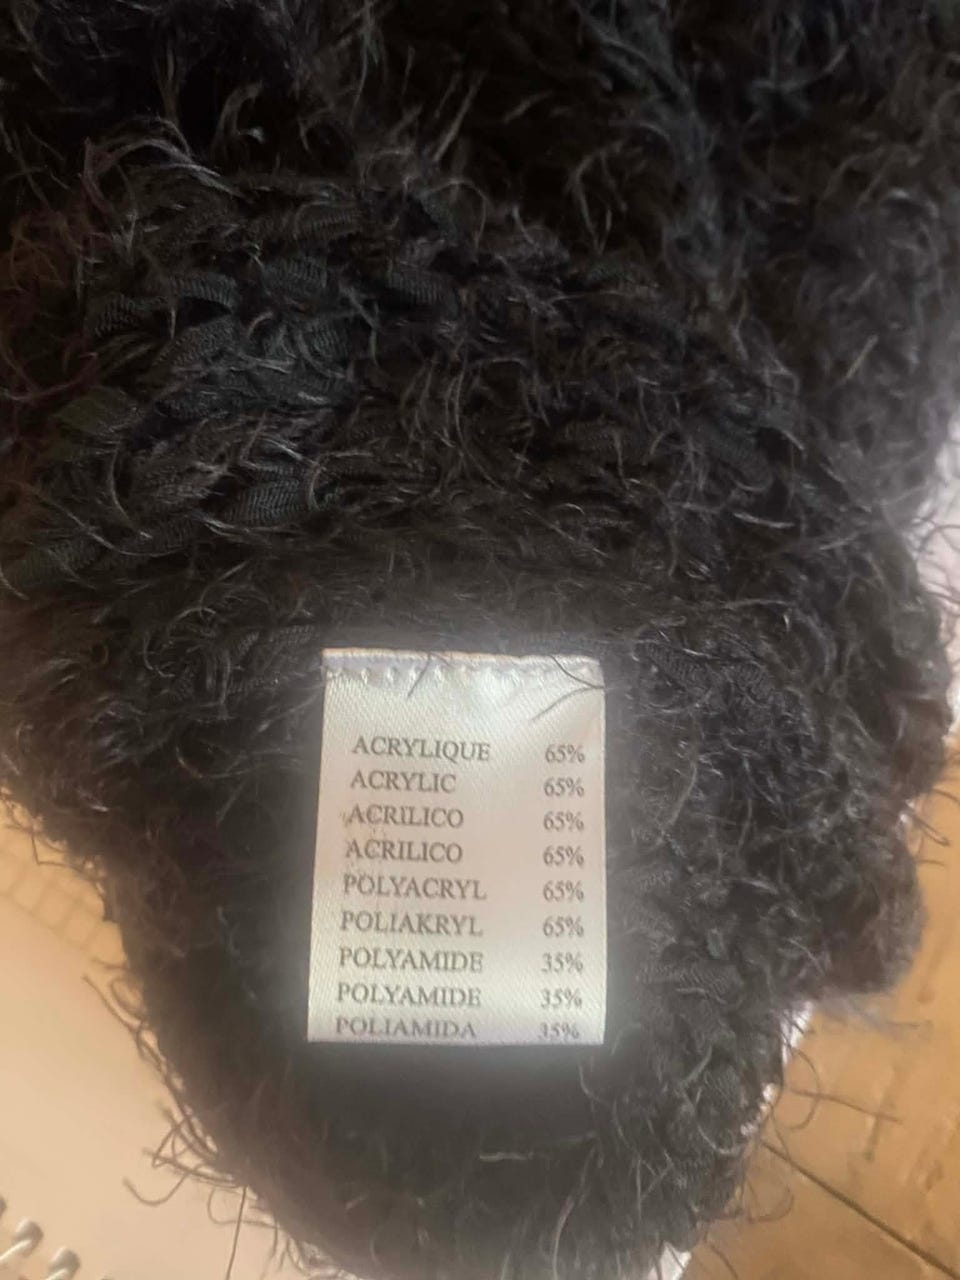 ACRYLIQUE 65%
ACRYLIC 65%
ACRILICO 65%
ACRILICO 65%
POLYACRYL 65%
POLIAKRYL 65%
POLYAMIDE 35%
POLYAMIDE 35%
POLIAMIDA 35%